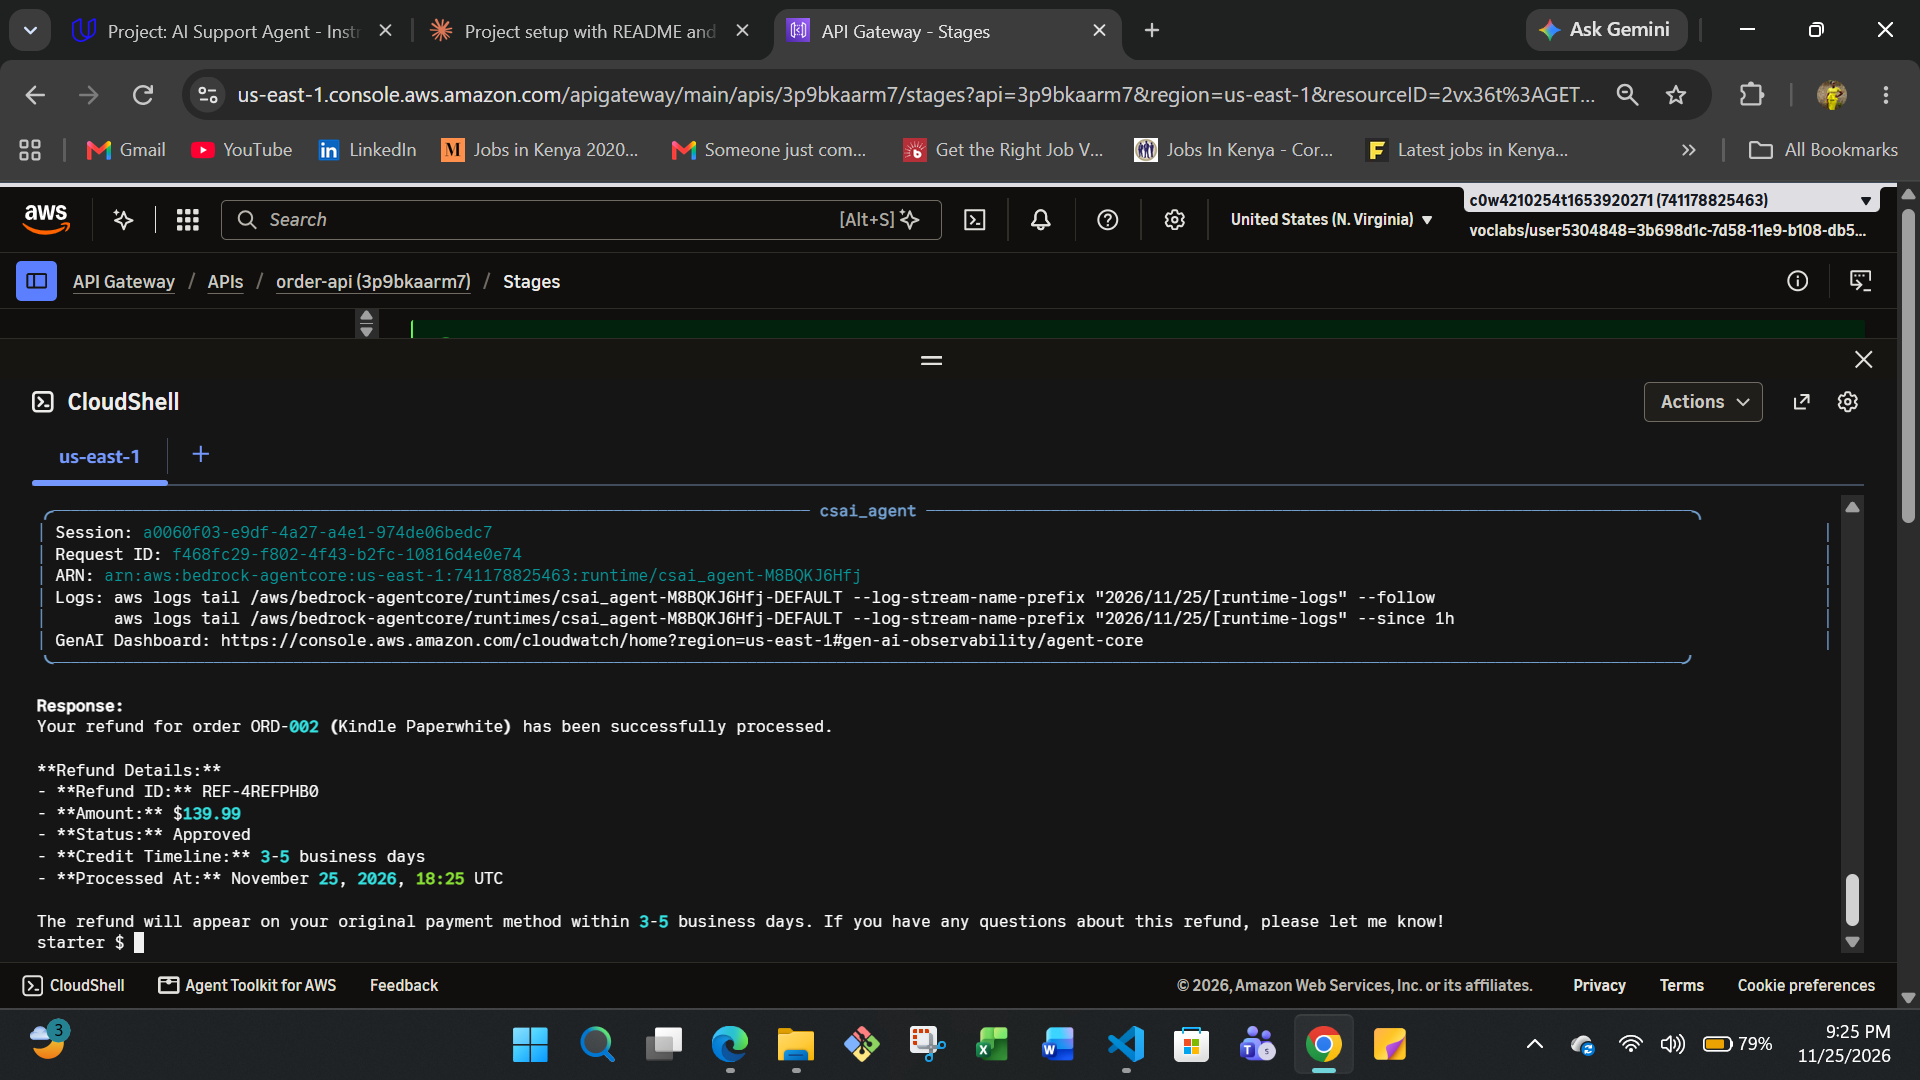 Project: AI Support Agent - Instr
Project setup with README and
API Gateway - Stages
Ask Gemini
us-east-1.console.aws.amazon.com/apigateway/main/apis/3p9bkaarm7/stages?api=3p9bkaarm7&region=us-east-1&resourceID=2vx36t%3AGET...
Gmail
YouTube
LinkedIn
Jobs in Kenya 2020...
Someone just com...
Get the Right Job V...
Jobs In Kenya - Cor...
Latest jobs in Kenya...
All Bookmarks
aws
Search
[Alt+S]
United States (N. Virginia)
c0w4210254t1653920271 (741178825463)
voclabs/user5304848=3b698d1c-7d58-11e9-b108-db5...
API Gateway / APIs / order-api (3p9bkaarm7) / Stages
CloudShell
Actions
us-east-1
csai_agent
Session: a0060f03-e9df-4a27-a4e1-974de06bedc7
Request ID: f468fc29-f802-4f43-b2fc-10816d4e0e74
ARN: arn:aws:bedrock-agentcore:us-east-1:741178825463:runtime/csai_agent-M8BQKJ6Hfj
Logs: aws logs tail /aws/bedrock-agentcore/runtimes/csai_agent-M8BQKJ6Hfj-DEFAULT --log-stream-name-prefix "2026/11/25/[runtime-logs" --follow
aws logs tail /aws/bedrock-agentcore/runtimes/csai_agent-M8BQKJ6Hfj-DEFAULT --log-stream-name-prefix "2026/11/25/[runtime-logs" --since 1h
GenAI Dashboard: https://console.aws.amazon.com/cloudwatch/home?region=us-east-1#gen-ai-observability/agent-core
Response:
Your refund for order ORD-002 (Kindle Paperwhite) has been successfully processed.
**Refund Details:**
- **Refund ID:** REF-4REFPHB0
- **Amount:** $139.99
- **Status:** Approved
- **Credit Timeline:** 3-5 business days
- **Processed At:** November 25, 2026, 18:25 UTC
The refund will appear on your original payment method within 3-5 business days. If you have any questions about this refund, please let me know!
starter $
CloudShell
Agent Toolkit for AWS
Feedback
© 2026, Amazon Web Services, Inc. or its affiliates.
Privacy
Terms
Cookie preferences
3
79%
9:25 PM
11/25/2026